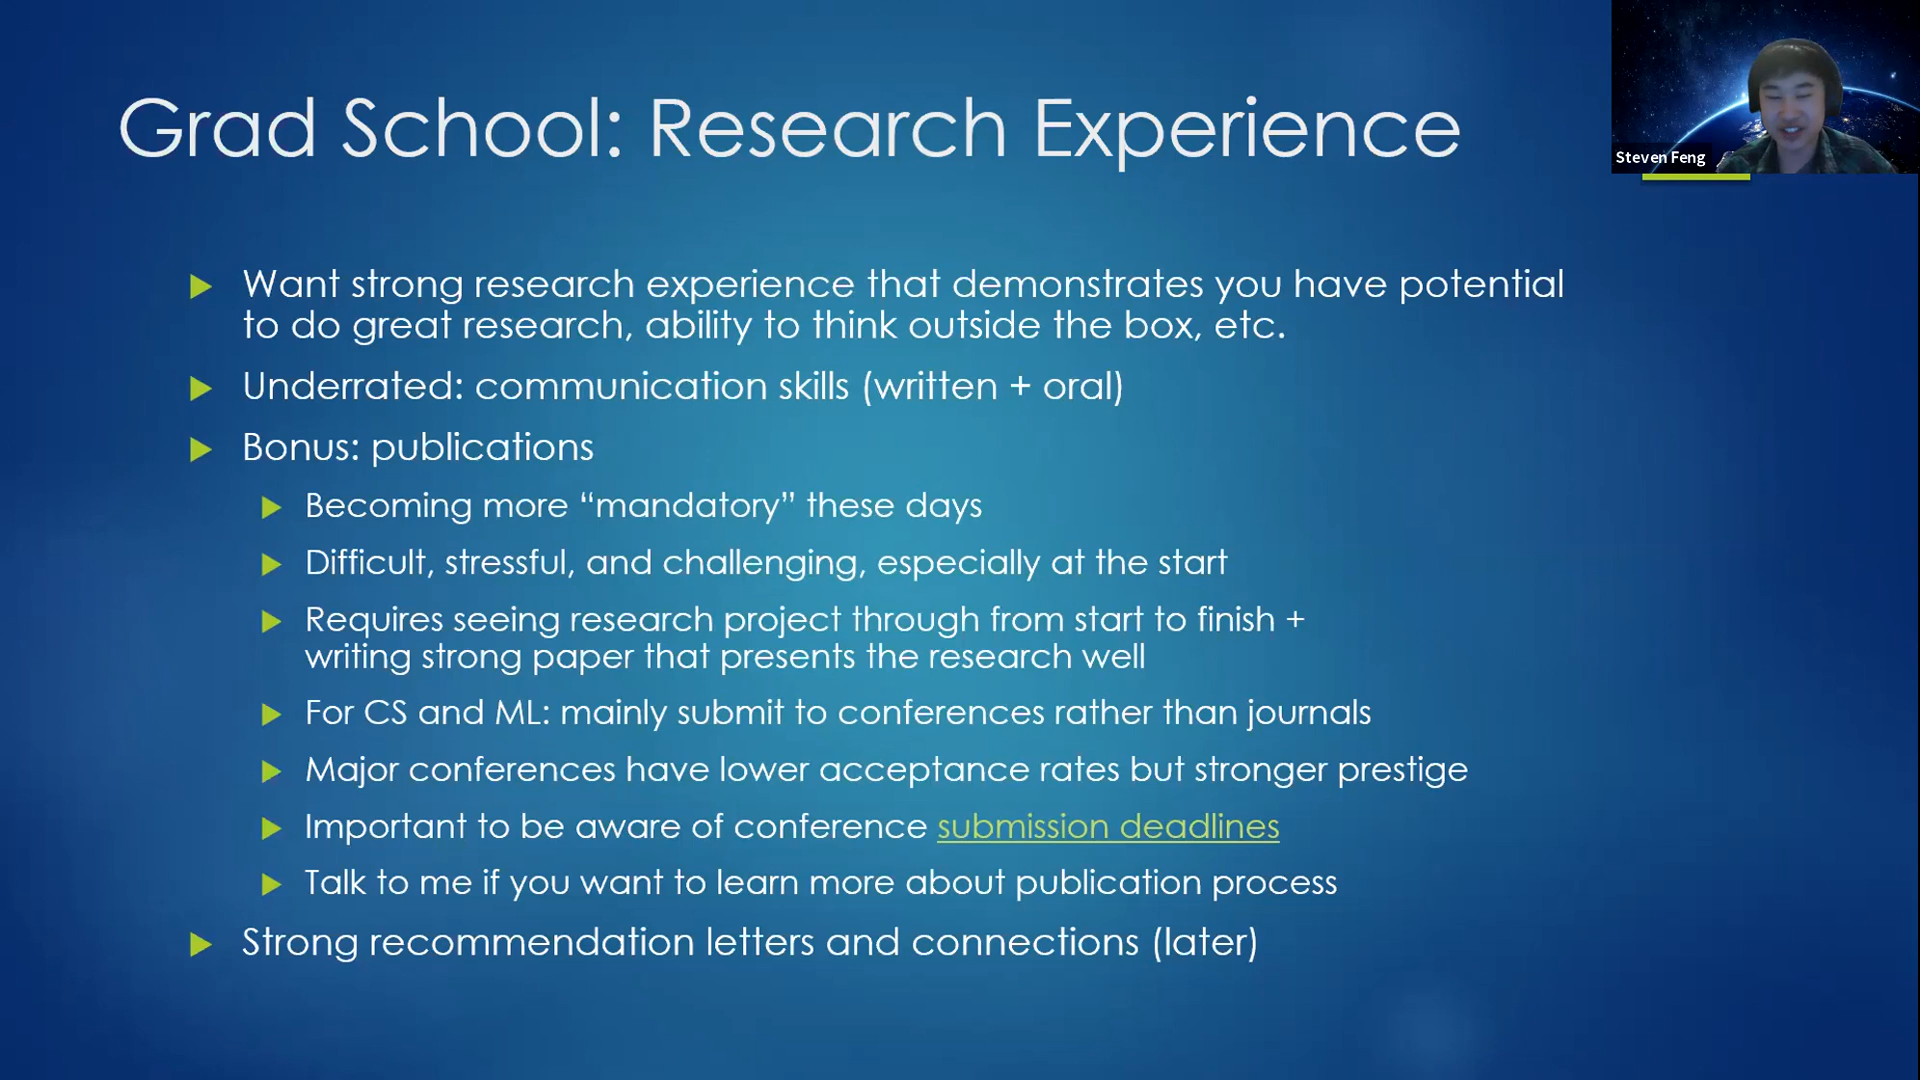 Grad School: Research Experience
Steven Feng
Want strong research experience that demonstrates you have potential
to do great research, ability to think outside the box, etc.
Underrated: communication skills (written + oral)
Bonus: publications
Becoming more “mandatory” these days
Difficult, stressful, and challenging, especially at the start
Requires seeing research project through from start to finish +
writing strong paper that presents the research well
For CS and ML: mainly submit to conferences rather than journals
Major conferences have lower acceptance rates but stronger prestige
Important to be aware of conference submission deadlines
Talk to me if you want to learn more about publication process
Strong recommendation letters and connections (later)